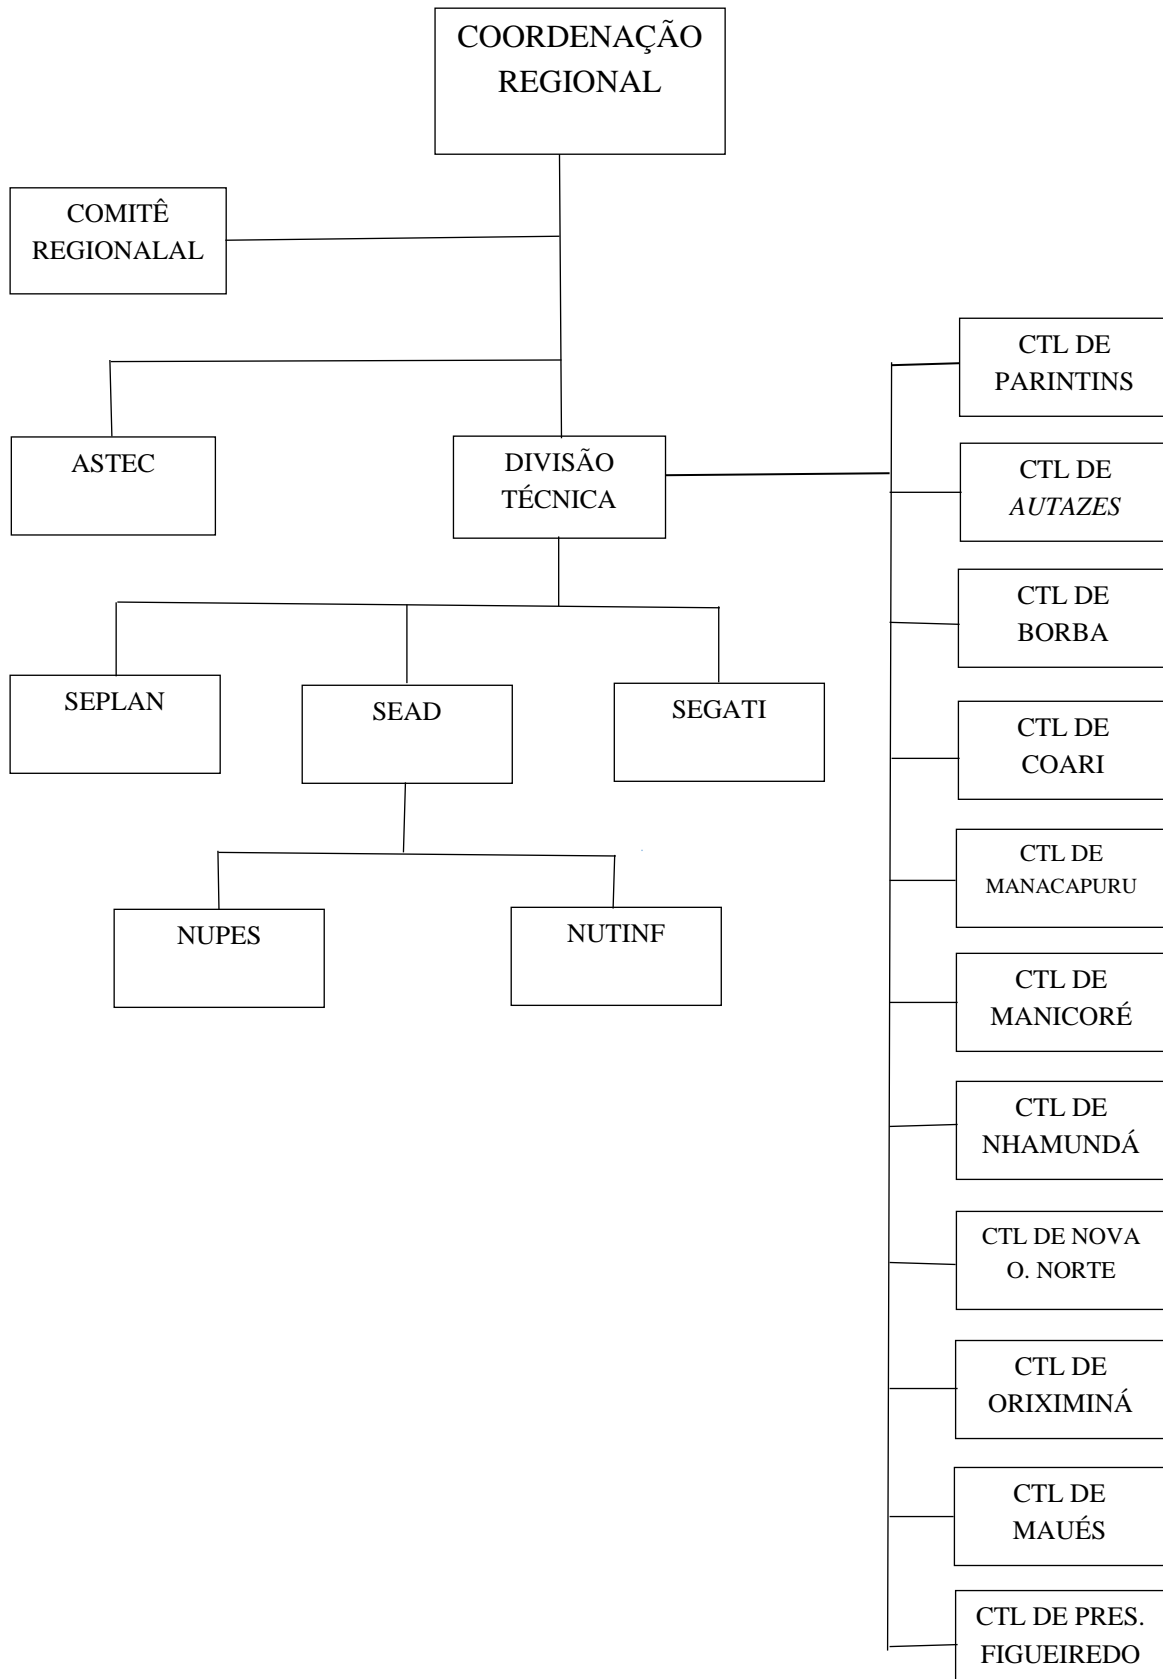 COORDENAÇÃO
REGIONAL
COMITÊ
REGIONALAL
ASTEC
DIVISÃO
TÉCNICA
SEPLAN
SEAD
SEGATI
NUPES
NUTINF
CTL DE
PARINTINS
CTL DE
AUTAZES
CTL DE
BORBA
CTL DE
COARI
CTL DE
MANACAPURU
CTL DE
MANICORÉ
CTL DE
NHAMUNDÁ
CTL DE NOVA
O. NORTE
CTL DE
ORIXIMINÁ
CTL DE
MAUÉS
CTL DE PRES.
FIGUEIREDO